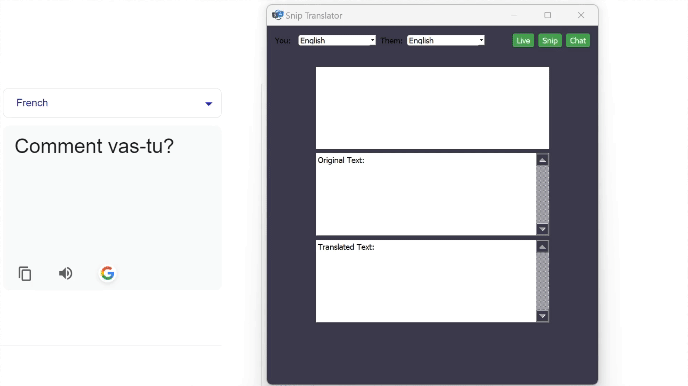 French
Comment vas-tu?
Snip Translator
You: English Them: English Live Snip Chat
Original Text:
Translated Text: